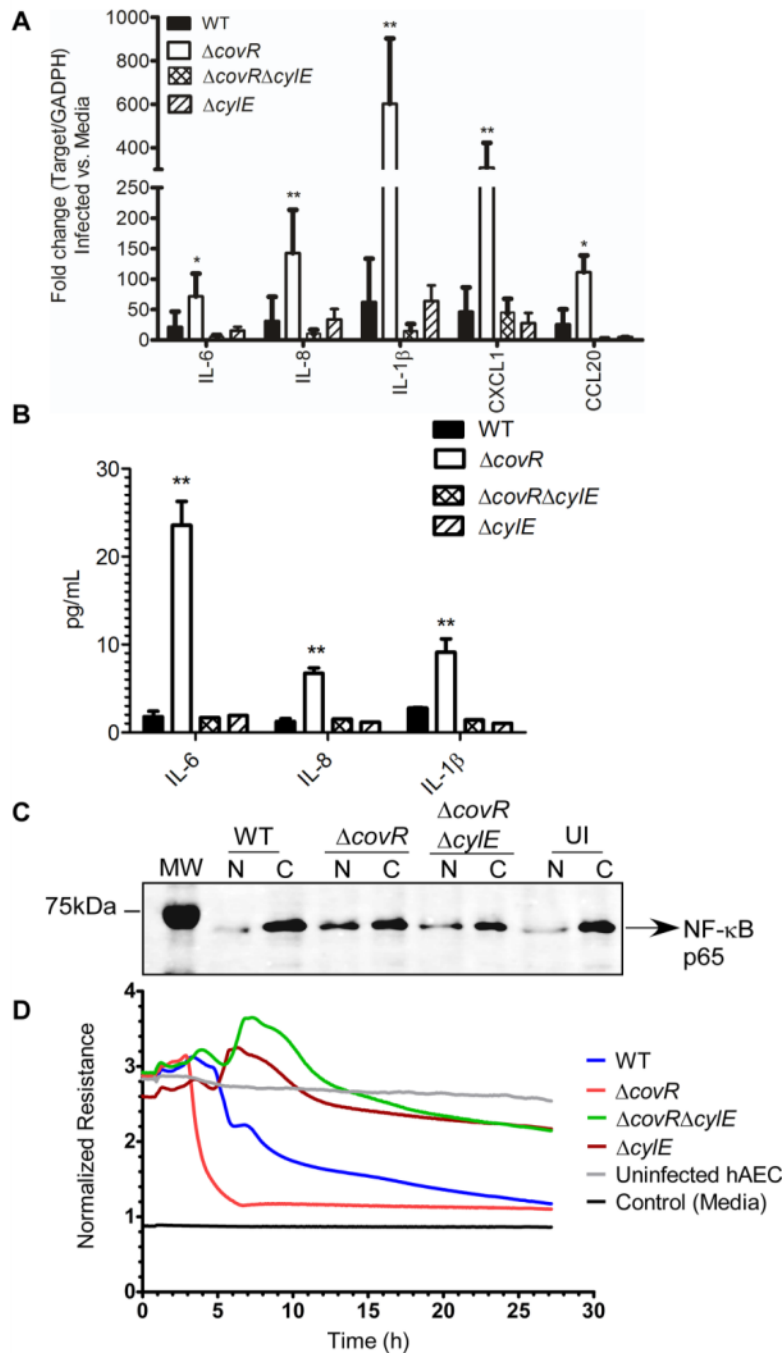 A
WT
ΔcovR
ΔcovRΔcylE
ΔcylE
Fold change (Target/GADPH)
Infected vs. Media
1000
800
600
400
250
200
150
100
50
0
*
**
**
**
*
IL-6
IL-8
IL-1β
CXCL1
CCL20
B
WT
ΔcovR
ΔcovRΔcylE
ΔcylE
pg/mL
30
20
10
0
**
**
**
IL-6
IL-8
IL-1β
C
WT ΔcovR ΔcovR ΔcylE UI
MW N C N C N C N C
75kDa
NF-κB
p65
D
Normalized Resistance
4
3
2
1
0
0 5 10 15 20 25 30
Time (h)
WT
ΔcovR
ΔcovRΔcylE
ΔcylE
Uninfected hAEC
Control (Media)